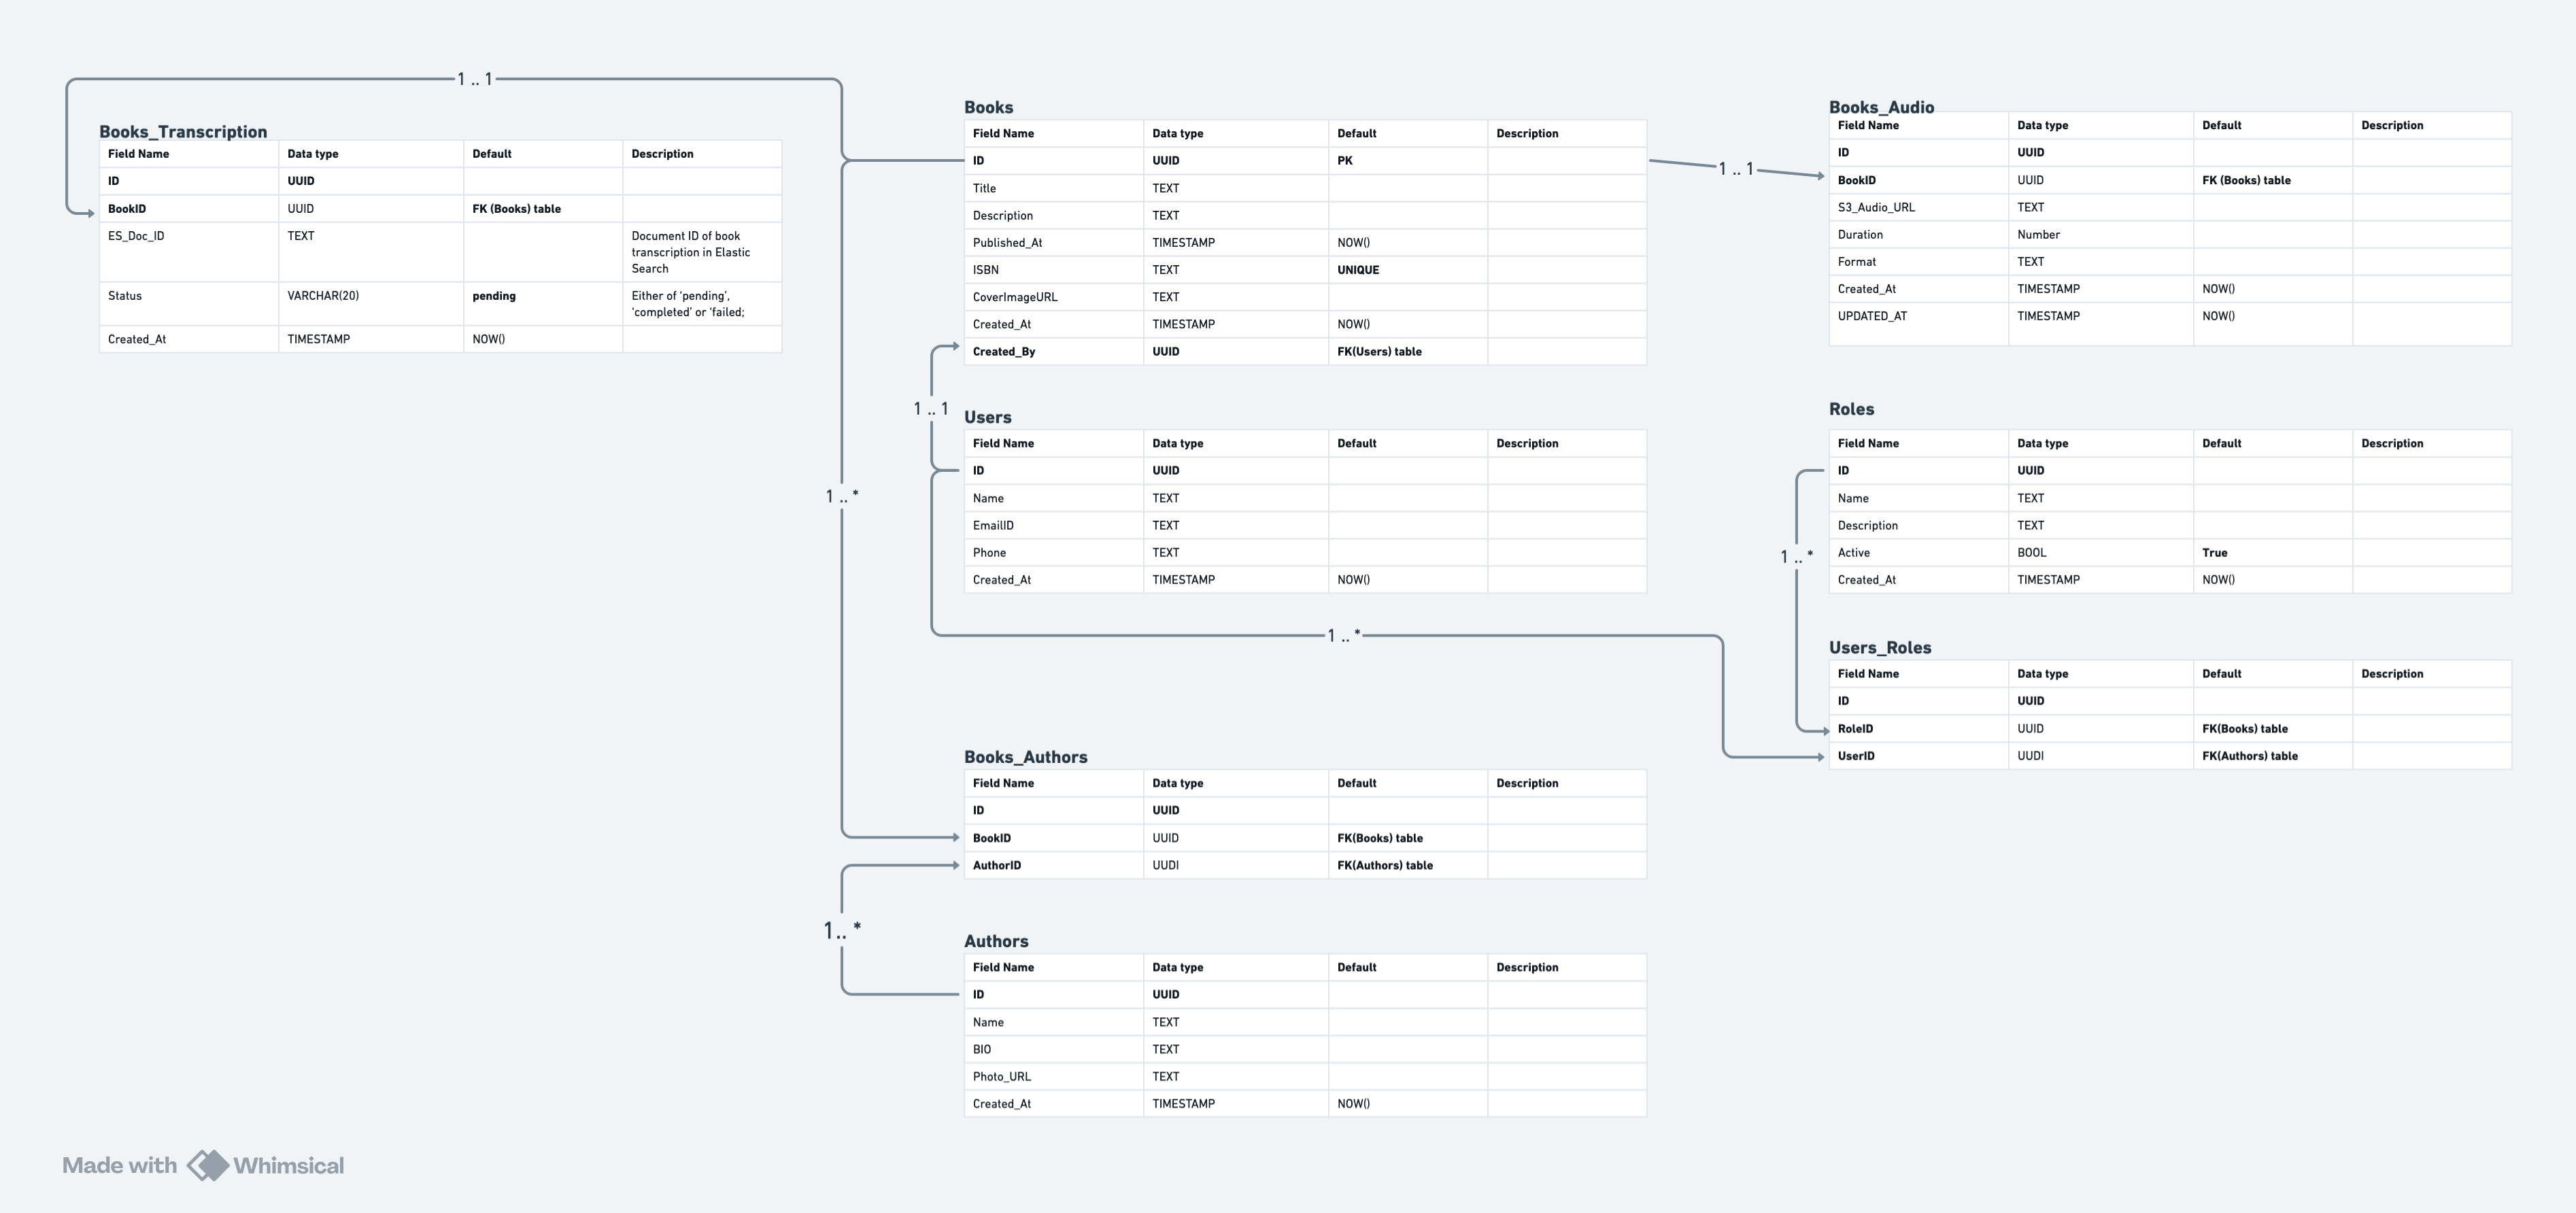 1 .. 1
Books_Transcription
Field Name Data type Default Description
ID UUID
BookID UUID FK (Books) table
ES_Doc_ID TEXT Document ID of book
transcription in Elastic
Search
Status VARCHAR(20) pending Either of ‘pending’,
‘completed’ or ‘failed;
Created_At TIMESTAMP NOW()
Books
Field Name Data type Default Description
ID UUID PK
Title TEXT
Description TEXT
Published_At TIMESTAMP NOW()
ISBN TEXT UNIQUE
CoverImageURL TEXT
Created_At TIMESTAMP NOW()
Created_By UUID FK(Users) table
1 .. 1
Books_Audio
Field Name Data type Default Description
ID UUID
BookID UUID FK (Books) table
S3_Audio_URL TEXT
Duration Number
Format TEXT
Created_At TIMESTAMP NOW()
UPDATED_AT TIMESTAMP NOW()
1 .. 1
Users
Field Name Data type Default Description
ID UUID
Name TEXT
EmailID TEXT
Phone TEXT
Created_At TIMESTAMP NOW()
1 .. *
1 .. *
Roles
Field Name Data type Default Description
ID UUID
Name TEXT
Description TEXT
Active BOOL True
Created_At TIMESTAMP NOW()
1 .. *
Users_Roles
Field Name Data type Default Description
ID UUID
RoleID UUID FK(Books) table
UserID UUDI FK(Authors) table
Books_Authors
Field Name Data type Default Description
ID UUID
BookID UUID FK(Books) table
AuthorID UUDI FK(Authors) table
1.. *
Authors
Field Name Data type Default Description
ID UUID
Name TEXT
BIO TEXT
Photo_URL TEXT
Created_At TIMESTAMP NOW()
Made with Whimsical